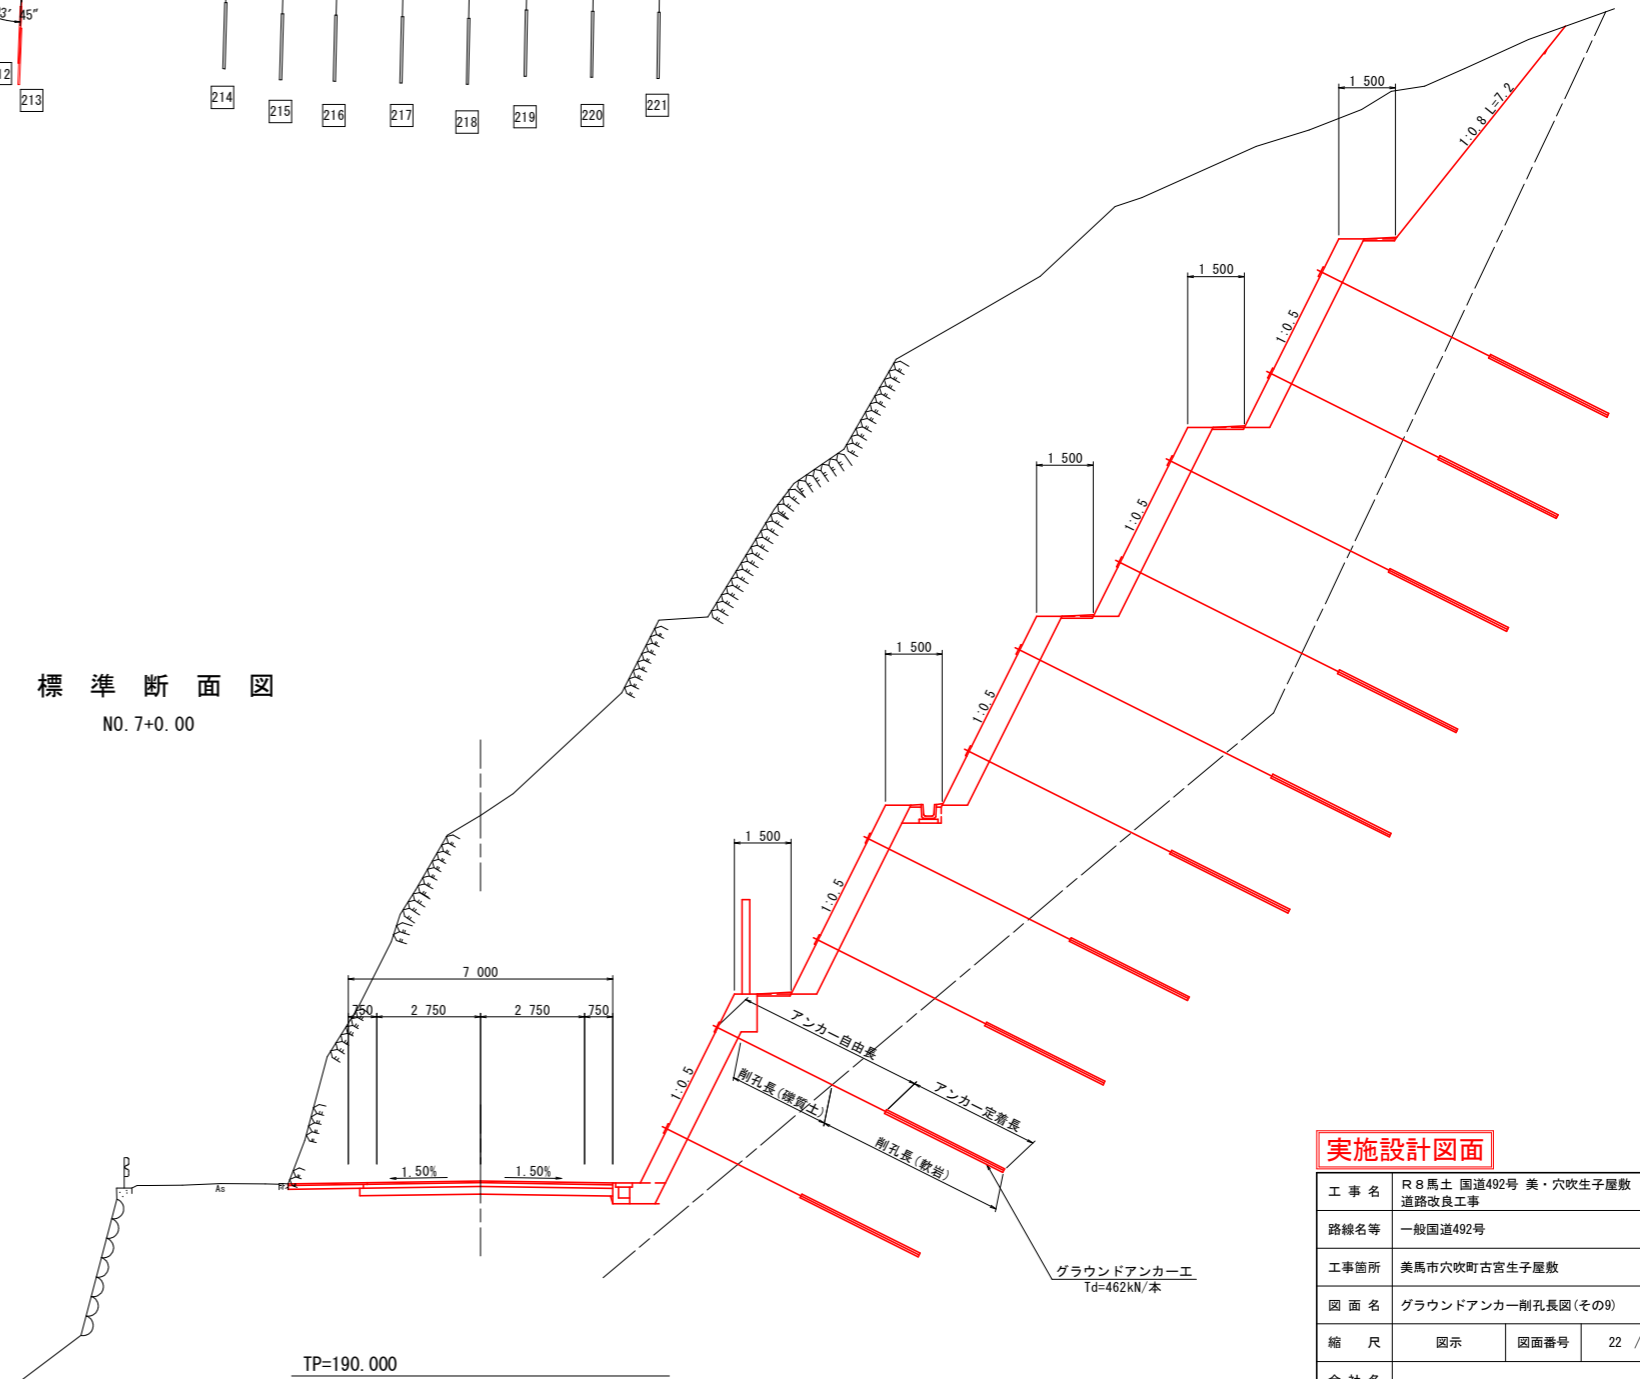 3′45″
12
213
214
215
216
217
218
219
220
221
1 500
1:0.8 L=7.2
1 500
1:0.5
1 500
1:0.5
1 500
1:0.5
1 500
1:0.5
標準断面図
NO.7+0.00
7 000
750
2 750
2 750
750
1:0.5
アンカー自由長
アンカー定着長
削孔長(礫質土)
削孔長(軟岩)
1.50%
1.50%
As
グラウンドアンカー工
Td=462kN/本
TP=190.000
実施設計図面
工事名 R8馬土 国道492号 美・穴吹生子屋敷
道路改良工事
路線名等 一般国道492号
工事箇所 美馬市穴吹町古宮生子屋敷
図面名 グラウンドアンカー削孔長図(その9)
縮尺 図示 図面番号 22 /